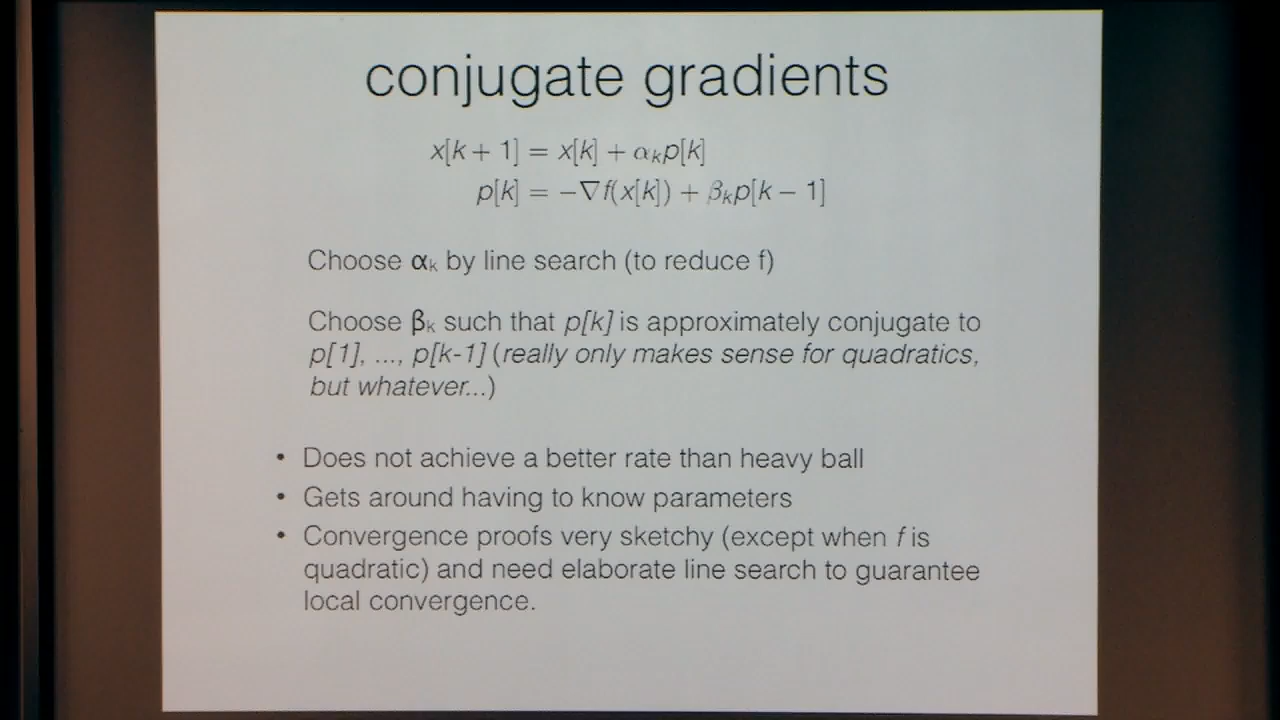 conjugate gradients
x[k + 1] = x[k] + αₖp[k]
p[k] = −∇f(x[k]) + βₖp[k − 1]
Choose αₖ by line search (to reduce f)
Choose βₖ such that p[k] is approximately conjugate to
p[1], ..., p[k-1] (really only makes sense for quadratics,
but whatever...)
• Does not achieve a better rate than heavy ball
• Gets around having to know parameters
• Convergence proofs very sketchy (except when f is
quadratic) and need elaborate line search to guarantee
local convergence.